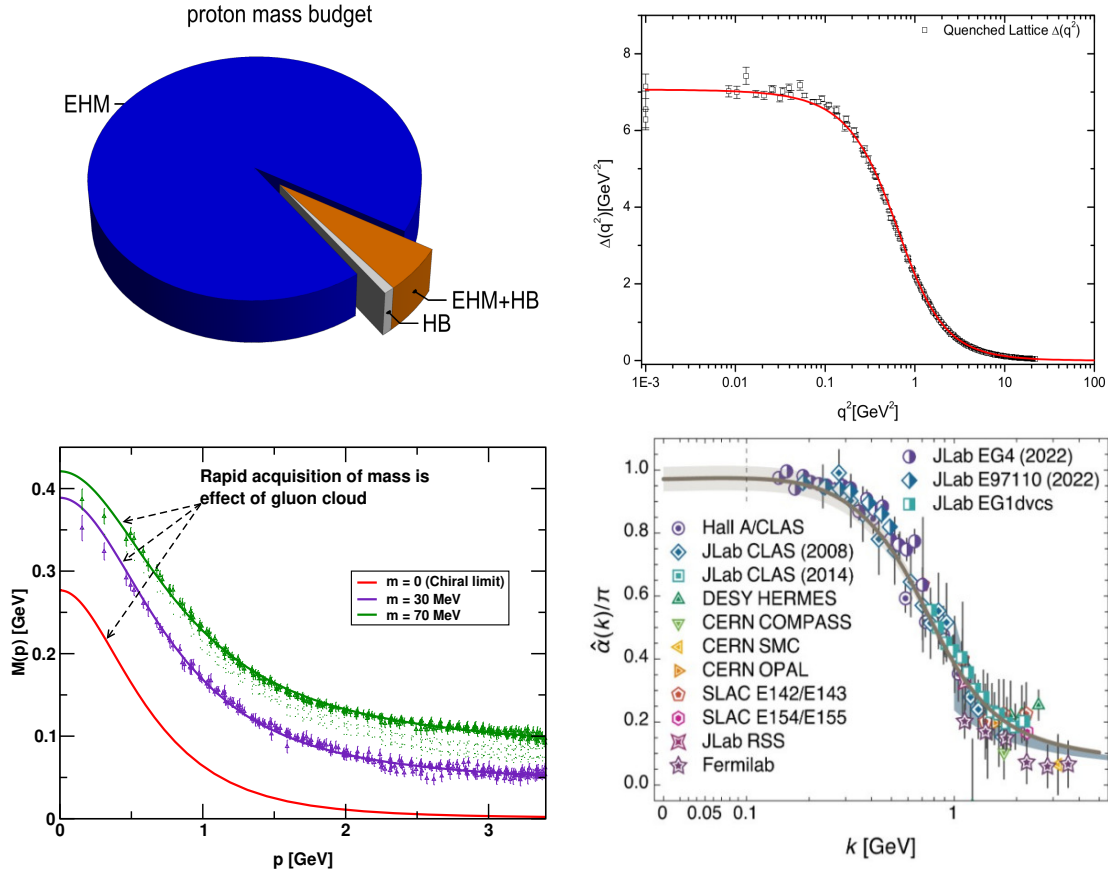 proton mass budget
EHM
EHM+HB
HB
Quenched Lattice Δ(q²)
Δ(q²)[GeV⁻²]
8
6
4
2
0
1E-3
0.01
0.1
1
10
100
q²[GeV²]
Rapid acquisition of mass is
effect of gluon cloud
m = 0 (Chiral limit)
m = 30 MeV
m = 70 MeV
M(p) [GeV]
0.4
0.3
0.2
0.1
0
0
1
2
3
p [GeV]
JLab EG4 (2022)
JLab E97110 (2022)
JLab EG1dvcs
Hall A/CLAS
JLab CLAS (2008)
JLab CLAS (2014)
DESY HERMES
CERN COMPASS
CERN SMC
CERN OPAL
SLAC E142/E143
SLAC E154/E155
JLab RSS
Fermilab
α̂(k)/π
1.0
0.8
0.6
0.4
0.2
0.0
0
0.05
0.1
1
k [GeV]